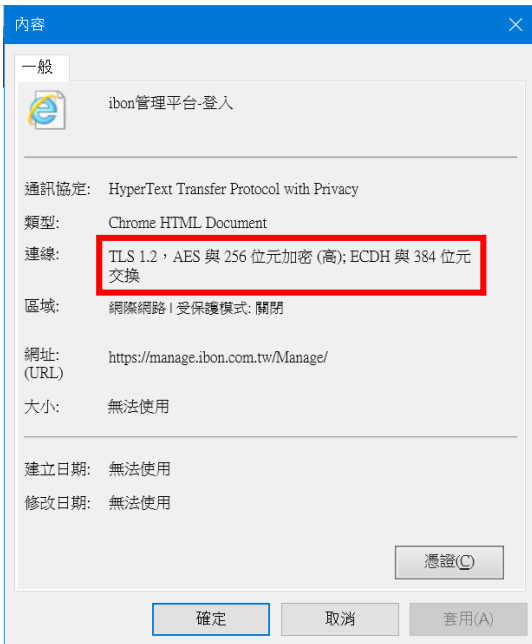 內容
一般
ibon管理平台-登入
通訊協定: HyperText Transfer Protocol with Privacy
類型: Chrome HTML Document
連線: TLS 1.2，AES 與 256 位元加密 (高); ECDH 與 384 位元
交換
區域: 網際網路 | 受保護模式: 關閉
網址: https://manage.ibon.com.tw/Manage/
(URL)
大小: 無法使用
建立日期: 無法使用
修改日期: 無法使用
憑證(C)
確定 取消 套用(A)